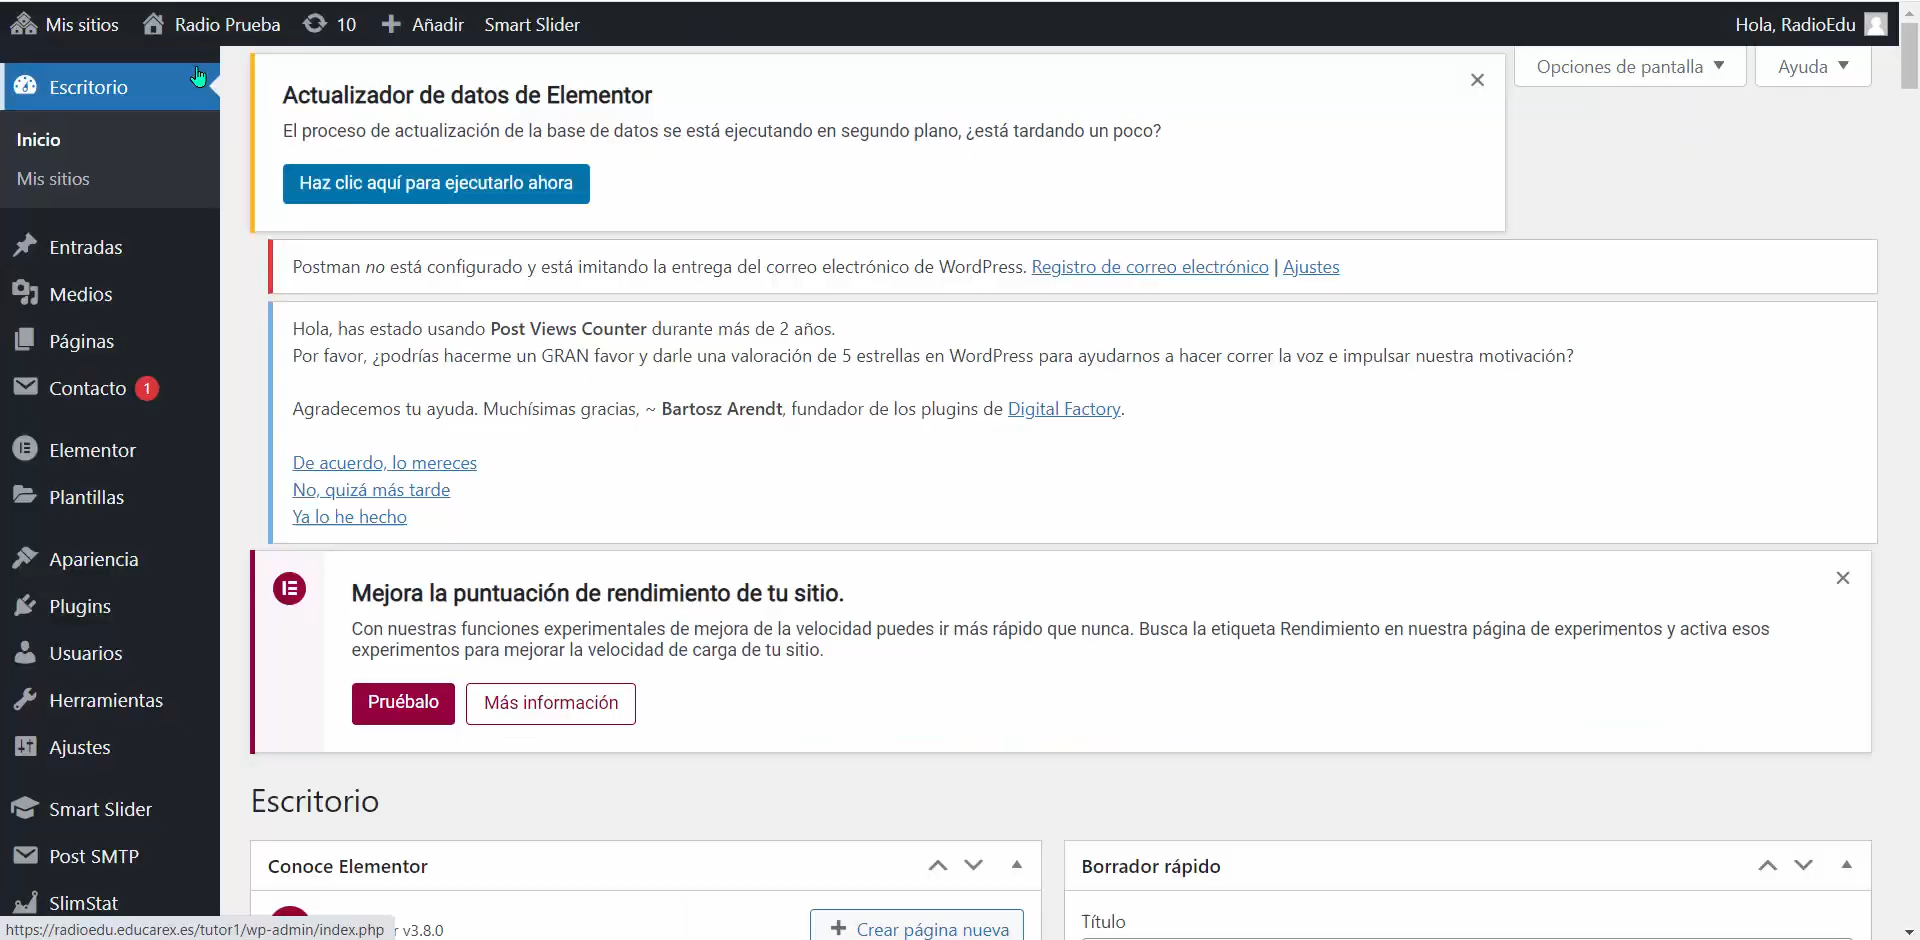 Mis sitios
Radio Prueba
10
Añadir
Smart Slider
Hola, RadioEdu
Escritorio
Inicio
Mis sitios
Entradas
Medios
Páginas
Contacto 1
Elementor
Plantillas
Apariencia
Plugins
Usuarios
Herramientas
Ajustes
Smart Slider
Post SMTP
SlimStat
https://radioedu.educarex.es/tutor1/wp-admin/index.php
Opciones de pantalla
Ayuda
Actualizador de datos de Elementor
El proceso de actualización de la base de datos se está ejecutando en segundo plano, ¿está tardando un poco?
Haz clic aquí para ejecutarlo ahora
Postman no está configurado y está imitando la entrega del correo electrónico de WordPress. Registro de correo electrónico | Ajustes
Hola, has estado usando Post Views Counter durante más de 2 años.
Por favor, ¿podrías hacerme un GRAN favor y darle una valoración de 5 estrellas en WordPress para ayudarnos a hacer correr la voz e impulsar nuestra motivación?
Agradecemos tu ayuda. Muchísimas gracias, ~ Bartosz Arendt, fundador de los plugins de Digital Factory.
De acuerdo, lo mereces
No, quizá más tarde
Ya lo he hecho
Mejora la puntuación de rendimiento de tu sitio.
Con nuestras funciones experimentales de mejora de la velocidad puedes ir más rápido que nunca. Busca la etiqueta Rendimiento en nuestra página de experimentos y activa esos
experimentos para mejorar la velocidad de carga de tu sitio.
Pruébalo
Más información
Escritorio
Conoce Elementor
r v3.8.0
Crear página nueva
Borrador rápido
Título